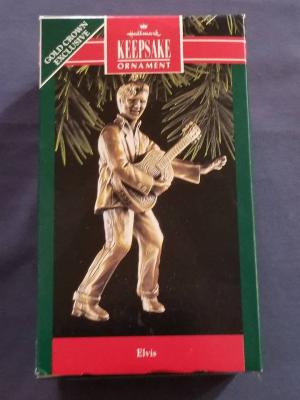 GOLD CROWN
EXCLUSIVE
Hallmark
KEEPSAKE
ORNAMENT
Elvis